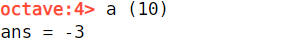 octave:4> a (10)
ans = -3